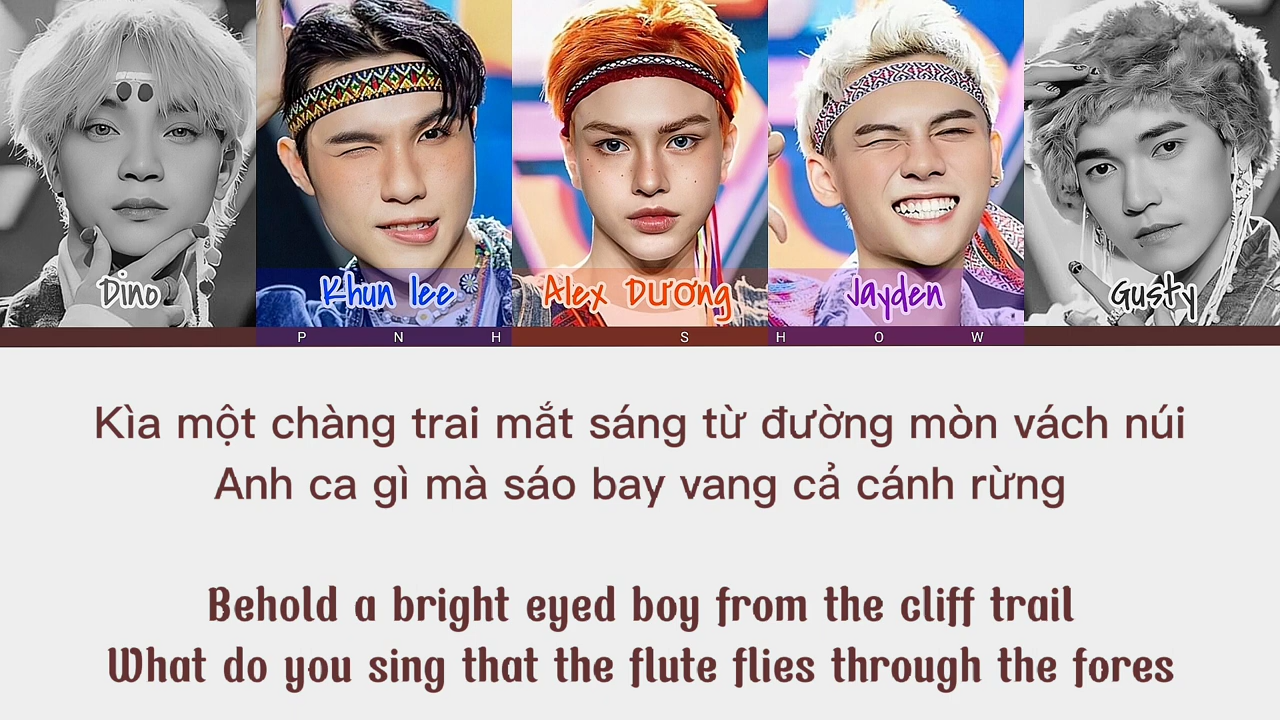 Dino
Khun lee
Alex Dương
Jayden
Gusty
P N H S H O W
Kìa một chàng trai mắt sáng từ đường mòn vách núi
Anh ca gì mà sáo bay vang cả cánh rừng
Behold a bright eyed boy from the cliff trail
What do you sing that the flute flies through the fores